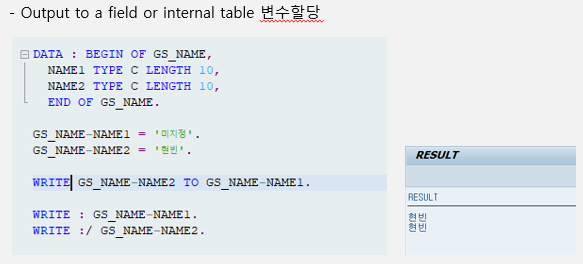 - Output to a field or internal table 변수할당
DATA : BEGIN OF GS_NAME,
NAME1 TYPE C LENGTH 10,
NAME2 TYPE C LENGTH 10,
END OF GS_NAME.
GS_NAME-NAME1 = '미지정'.
GS_NAME-NAME2 = '현빈'.
WRITE GS_NAME-NAME2 TO GS_NAME-NAME1.
WRITE : GS_NAME-NAME1.
WRITE :/ GS_NAME-NAME2.
RESULT
RESULT
현빈
현빈